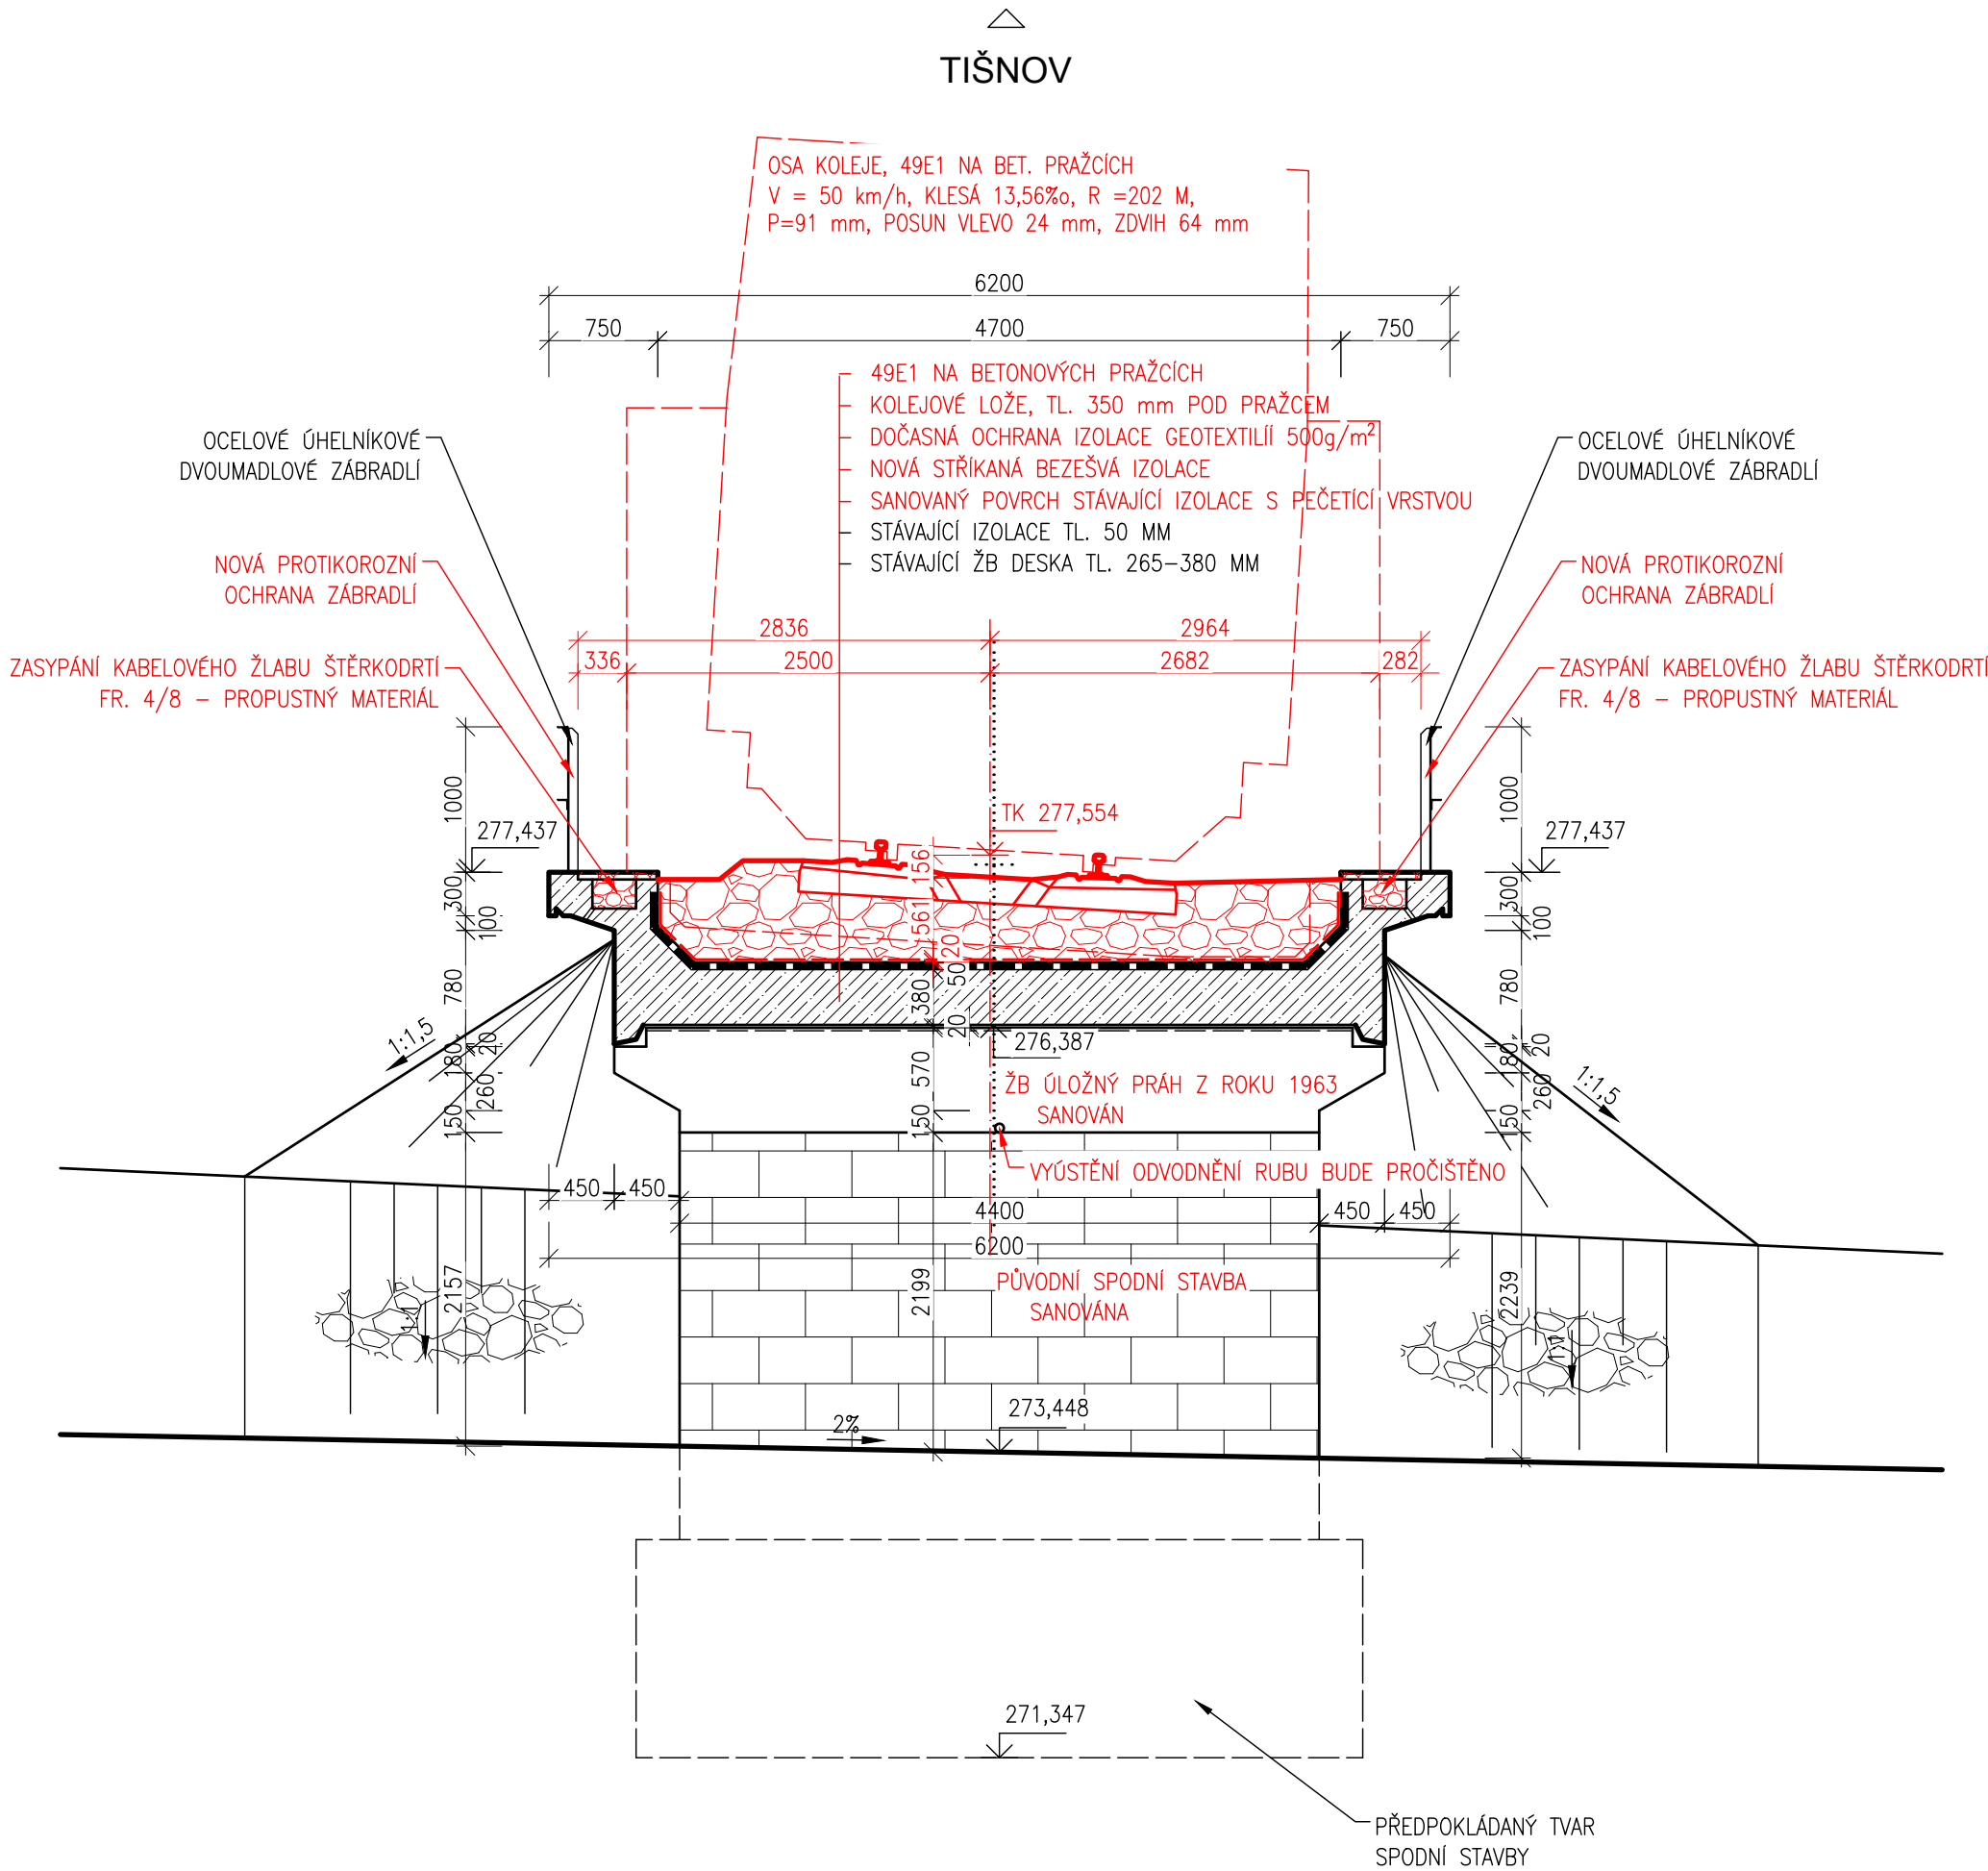 TIŠNOV
OSA KOLEJE, 49E1 NA BET. PRAŽCÍCH
V = 50 km/h, KLESÁ 13,56%o, R =202 M,
P=91 mm, POSUN VLEVO 24 mm, ZDVIH 64 mm
6200
750
4700
750
49E1 NA BETONOVÝCH PRAŽCÍCH
KOLEJOVÉ LOŽE, TL. 350 mm POD PRAŽCEM
DOČASNÁ OCHRANA IZOLACE GEOTEXTILÍÍ 500g/m²
NOVÁ STŘÍKANÁ BEZEŠVÁ IZOLACE
SANOVANÝ POVRCH STÁVAJÍCÍ IZOLACE S PEČETÍCÍ VRSTVOU
STÁVAJÍCÍ IZOLACE TL. 50 MM
STÁVAJÍCÍ ŽB DESKA TL. 265-380 MM
OCELOVÉ ÚHELNÍKOVÉ
DVOUMADLOVÉ ZÁBRADLÍ
OCELOVÉ ÚHELNÍKOVÉ
DVOUMADLOVÉ ZÁBRADLÍ
NOVÁ PROTIKOROZNÍ
OCHRANA ZÁBRADLÍ
NOVÁ PROTIKOROZNÍ
OCHRANA ZÁBRADLÍ
2836
2964
336
2500
2682
282
ZASYPÁNÍ KABELOVÉHO ŽLABU ŠTĚRKODRTÍ
FR. 4/8 - PROPUSTNÝ MATERIÁL
ZASYPÁNÍ KABELOVÉHO ŽLABU ŠTĚRKODRTÍ
FR. 4/8 - PROPUSTNÝ MATERIÁL
1000
300
100
780
20
180
260
150
2157
277,437
TK 277,554
277,437
156
561
20
50
380
20
570
150
2199
1000
300
100
780
20
180
260
150
2239
276,387
1:1,5
1:1,5
ŽB ÚLOŽNÝ PRÁH Z ROKU 1963
SANOVÁN
VYÚSTĚNÍ ODVODNĚNÍ RUBU BUDE PROČIŠTĚNO
450
450
4400
450
450
6200
PŮVODNÍ SPODNÍ STAVBA
SANOVÁNA
1:1
1:1
2%
273,448
271,347
PŘEDPOKLÁDANÝ TVAR
SPODNÍ STAVBY